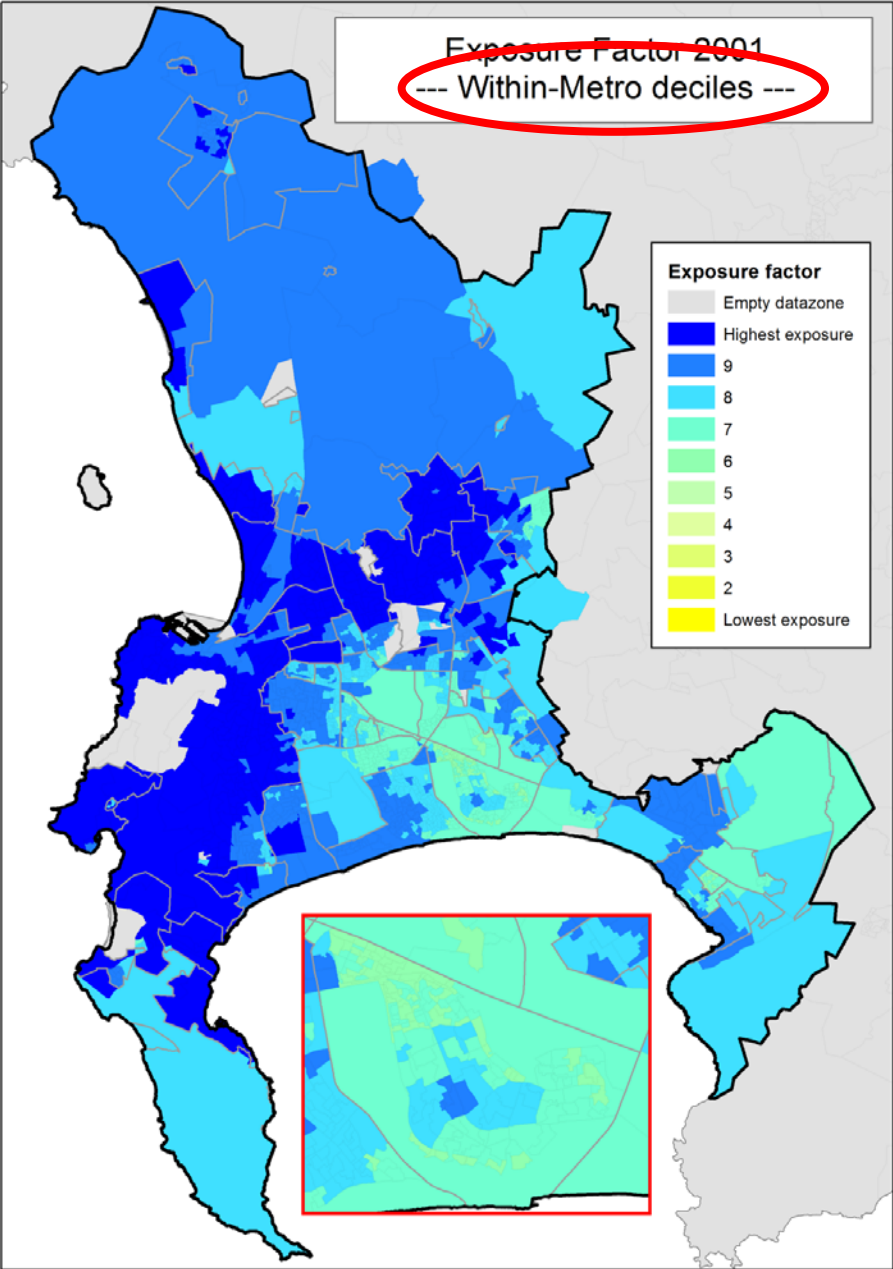 Exposure Factor 2001
--- Within-Metro deciles ---
Exposure factor
Empty datazone
Highest exposure
9
8
7
6
5
4
3
2
Lowest exposure